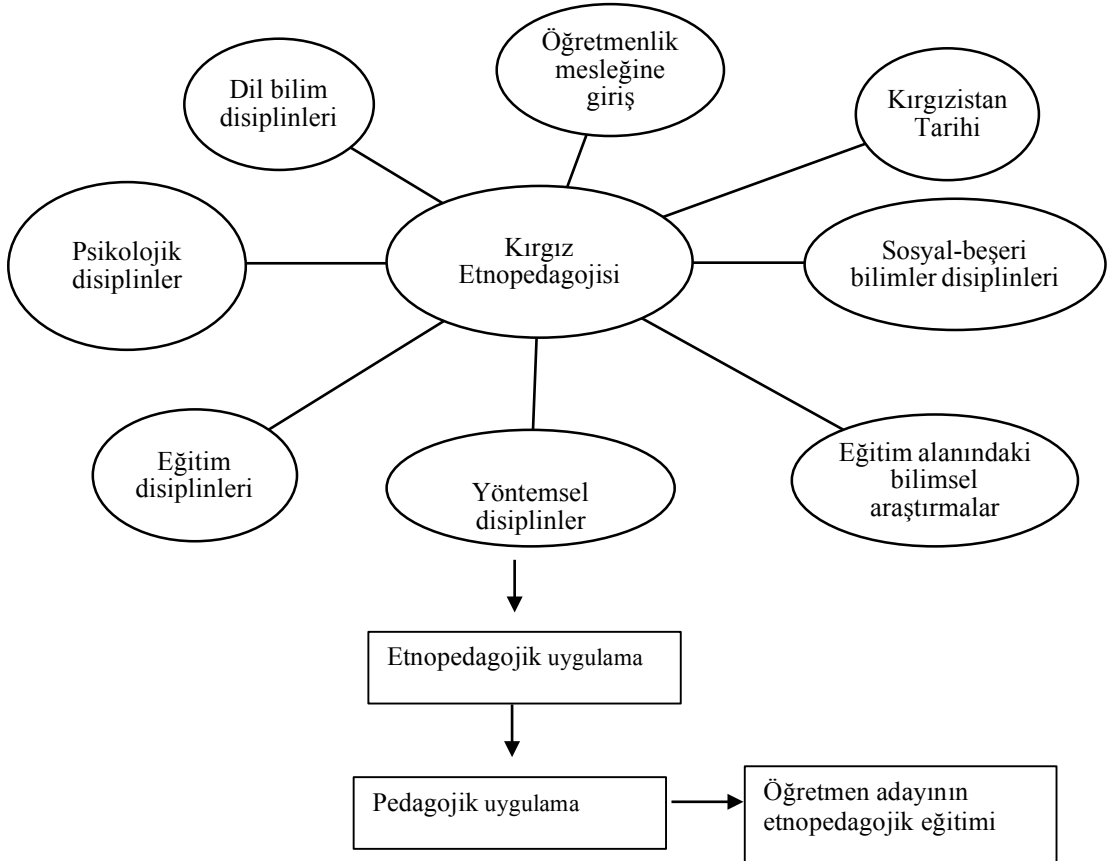 Öğretmenlik
mesleğine
giriş
Dil bilim
disiplinleri
Kırgızistan
Tarihi
Psikolojik
disiplinler
Kırgız
Etnopedagojisi
Sosyal-beşeri
bilimler disiplinleri
Eğitim
disiplinleri
Yöntemsel
disiplinler
Eğitim alanındaki
bilimsel
araştırmalar
Etnopedagojik uygulama
Pedagojik uygulama
Öğretmen adayının
etnopedagojik eğitimi